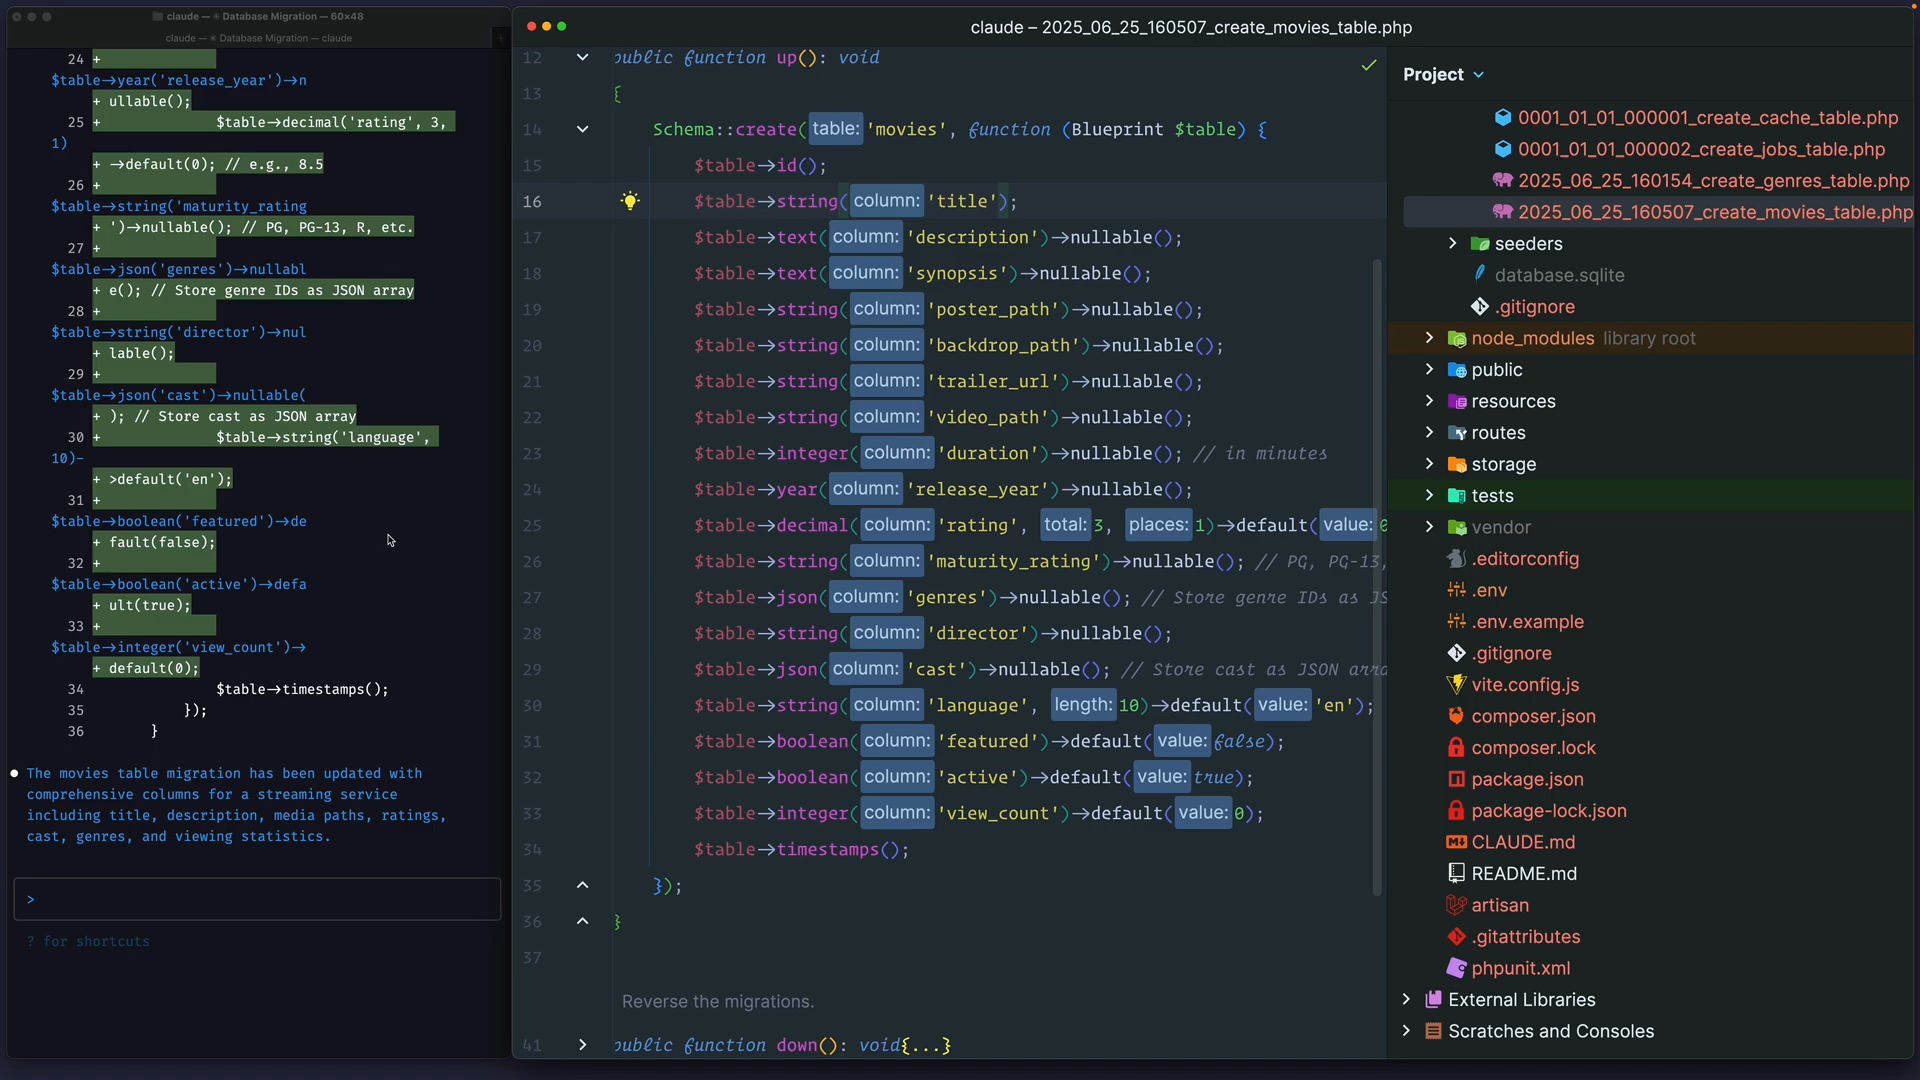 claude — ✳ Database Migration — 60×48
claude — ✳ Database Migration — claude
24 +
$table→year('release_year')→n
+ ullable();
25 + $table→decimal('rating', 3,
1)
+ →default(0); // e.g., 8.5
26 +
$table→string('maturity_rating
+ ')→nullable(); // PG, PG-13, R, etc.
27 +
$table→json('genres')→nullabl
+ e(); // Store genre IDs as JSON array
28 +
$table→string('director')→nul
+ lable();
29 +
$table→json('cast')→nullable(
+ ); // Store cast as JSON array
30 + $table→string('language',
10)-
+ >default('en');
31 +
$table→boolean('featured')→de
+ fault(false);
32 +
$table→boolean('active')→defa
+ ult(true);
33 +
$table→integer('view_count')→
+ default(0);
34 $table→timestamps();
35 });
36 }
● The movies table migration has been updated with
comprehensive columns for a streaming service
including title, description, media paths, ratings,
cast, genres, and viewing statistics.
>
? for shortcuts
claude – 2025_06_25_160507_create_movies_table.php
12 public function up(): void
13 {
14 Schema::create( table: 'movies', function (Blueprint $table) {
15 $table→id();
16 $table→string( column: 'title');
17 $table→text( column: 'description')→nullable();
18 $table→text( column: 'synopsis')→nullable();
19 $table→string( column: 'poster_path')→nullable();
20 $table→string( column: 'backdrop_path')→nullable();
21 $table→string( column: 'trailer_url')→nullable();
22 $table→string( column: 'video_path')→nullable();
23 $table→integer( column: 'duration')→nullable(); // in minutes
24 $table→year( column: 'release_year')→nullable();
25 $table→decimal( column: 'rating', total: 3, places: 1)→default( value: 0
26 $table→string( column: 'maturity_rating')→nullable(); // PG, PG-13,
27 $table→json( column: 'genres')→nullable(); // Store genre IDs as JS
28 $table→string( column: 'director')→nullable();
29 $table→json( column: 'cast')→nullable(); // Store cast as JSON arra
30 $table→string( column: 'language', length: 10)→default( value: 'en');
31 $table→boolean( column: 'featured')→default( value: false);
32 $table→boolean( column: 'active')→default( value: true);
33 $table→integer( column: 'view_count')→default( value: 0);
34 $table→timestamps();
35 });
36 }
37
Reverse the migrations.
41 public function down(): void{...}
Project
0001_01_01_000001_create_cache_table.php
0001_01_01_000002_create_jobs_table.php
2025_06_25_160154_create_genres_table.php
2025_06_25_160507_create_movies_table.php
seeders
database.sqlite
.gitignore
node_modules library root
public
resources
routes
storage
tests
vendor
.editorconfig
.env
.env.example
.gitignore
vite.config.js
composer.json
composer.lock
package.json
package-lock.json
CLAUDE.md
README.md
artisan
.gitattributes
phpunit.xml
External Libraries
Scratches and Consoles